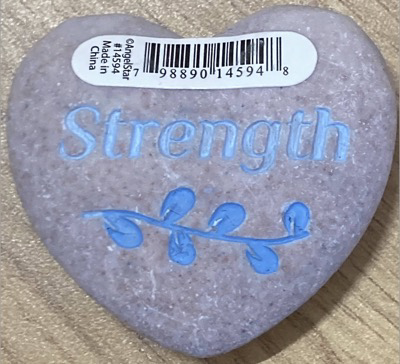 ©AngelStar
#14594
Made in
China
7 98890 14594 8
Strength